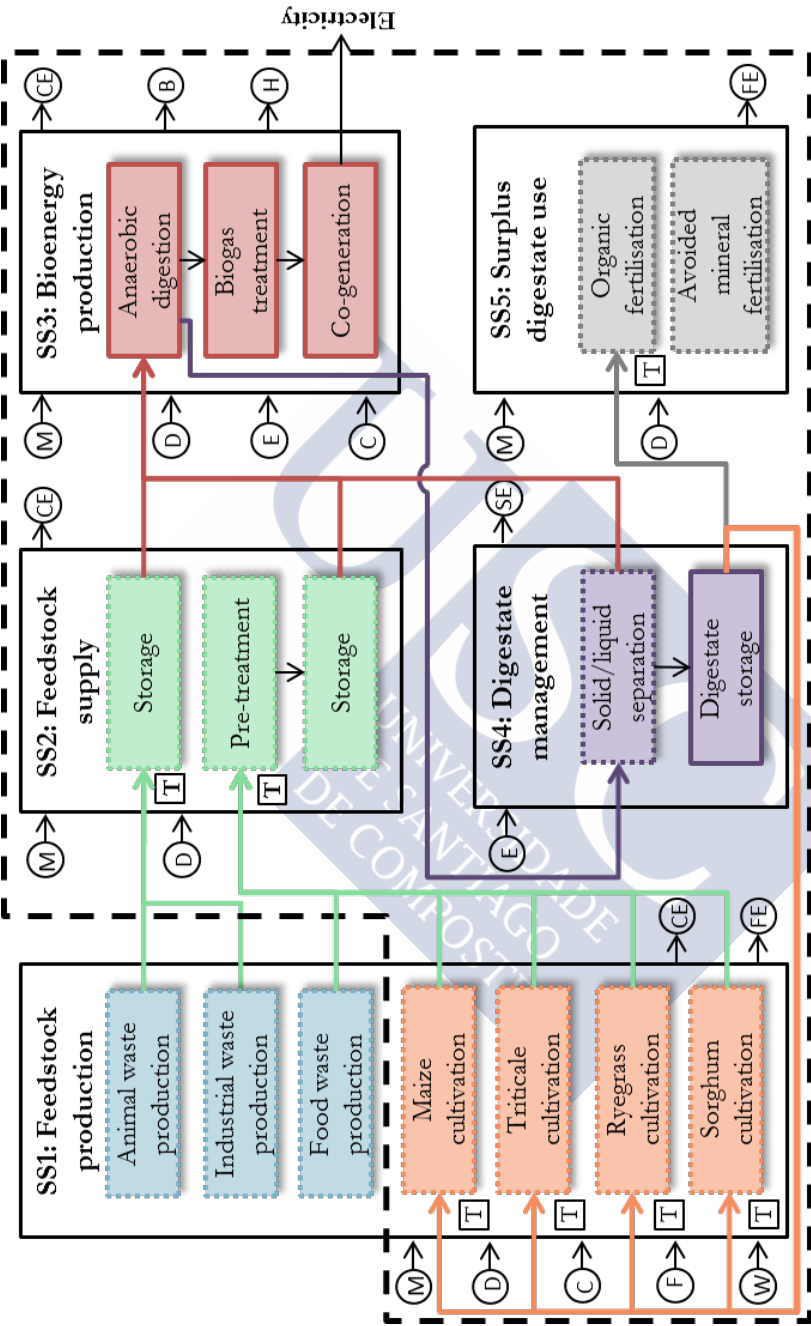 SS1: Feedstock
production
Animal waste
production
Industrial waste
production
Food waste
production
Maize
cultivation
T
Triticale
cultivation
T
Ryegrass
cultivation
T
Sorghum
cultivation
T
M
D
C
F
W
CE
FE
SS2: Feedstock
supply
Storage
T
Pre-treatment
T
Storage
M
D
CE
SS3: Bioenergy
production
Anaerobic
digestion
Biogas
treatment
Co-generation
M
D
E
C
CE
B
H
Electricity
SS4: Digestate
management
Solid/liquid
separation
Digestate
storage
E
SE
SS5: Surplus
digestate use
Organic
fertilisation
T
Avoided
mineral
fertilisation
M
D
FE
USC
UNIVERSIDADE
DE SANTIAGO